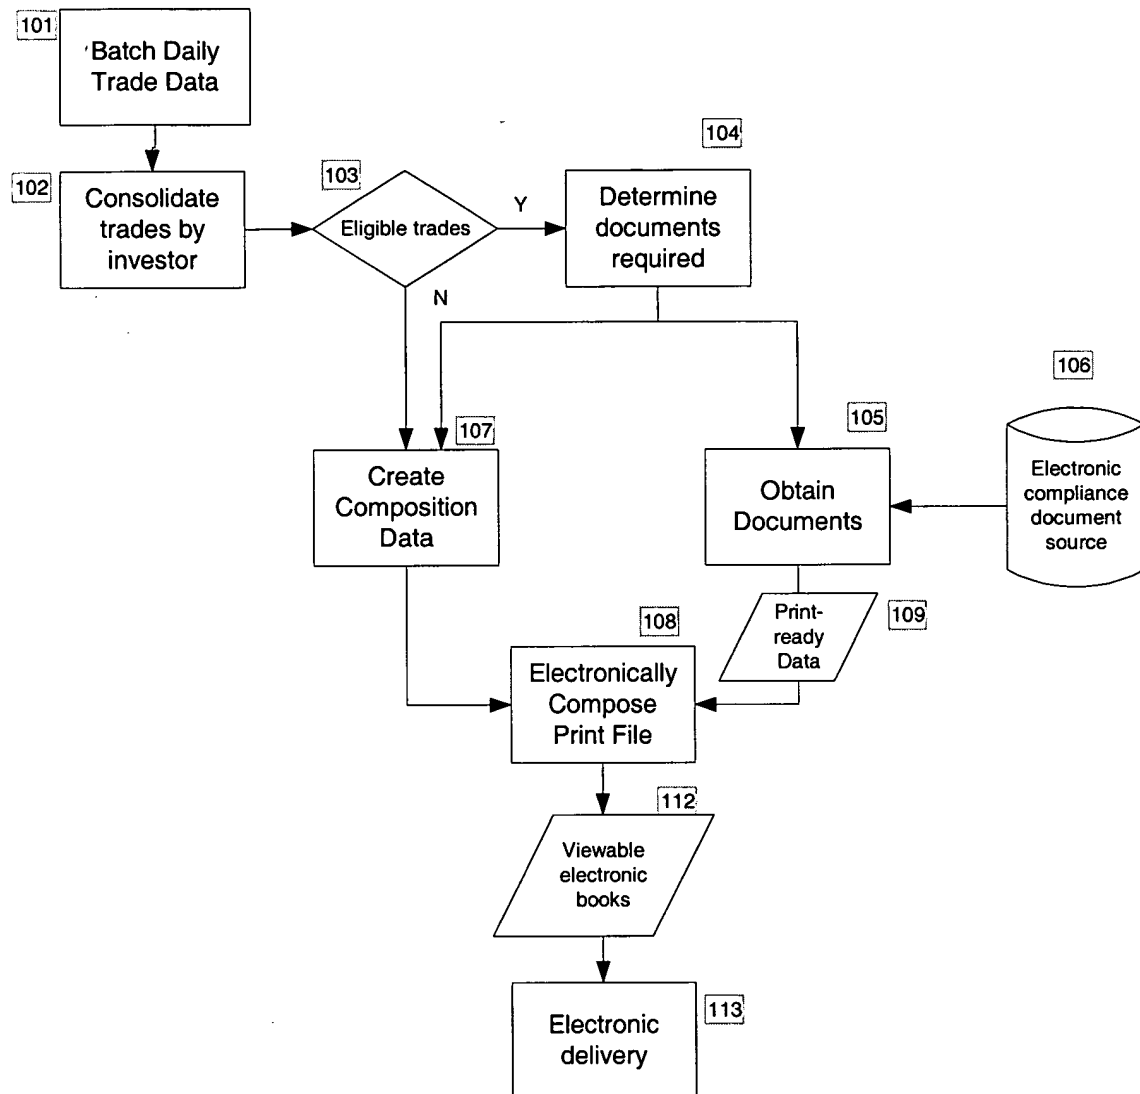 101
Batch Daily
Trade Data
102
Consolidate
trades by
investor
103
Eligible trades
Y
N
104
Determine
documents
required
106
Electronic
compliance
document
source
105
Obtain
Documents
107
Create
Composition
Data
109
Print-
ready
Data
108
Electronically
Compose
Print File
112
Viewable
electronic
books
113
Electronic
delivery